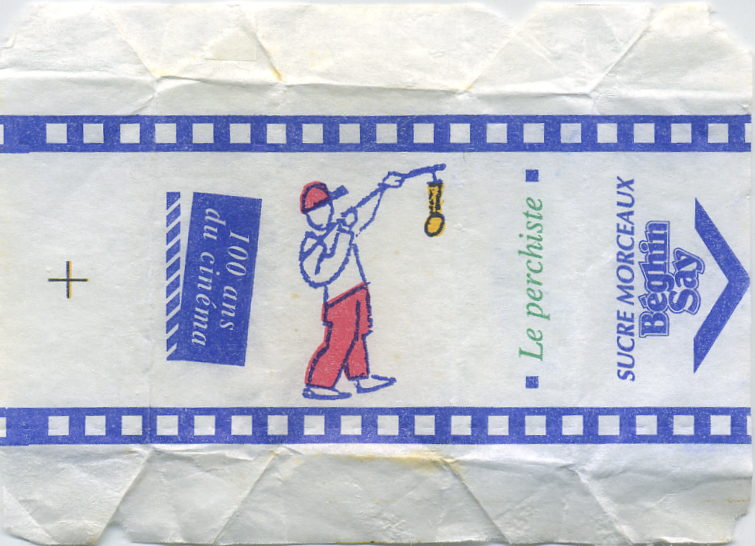 100 ans
du cinéma
Le perchiste
SUCRE MORCEAUX
Béghin
Say